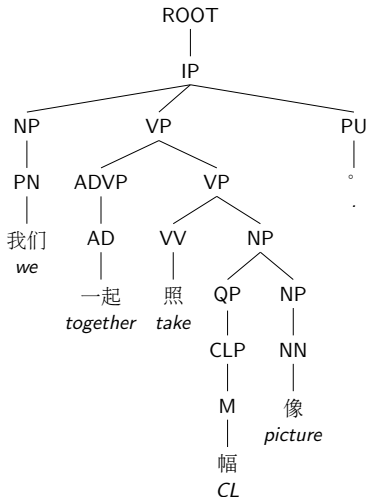 ROOT
IP
NP VP PU
PN ADVP VP 。
.
我们 AD VV NP
we
一起 照 QP NP
together take
CLP NN
M 像
picture
幅
CL